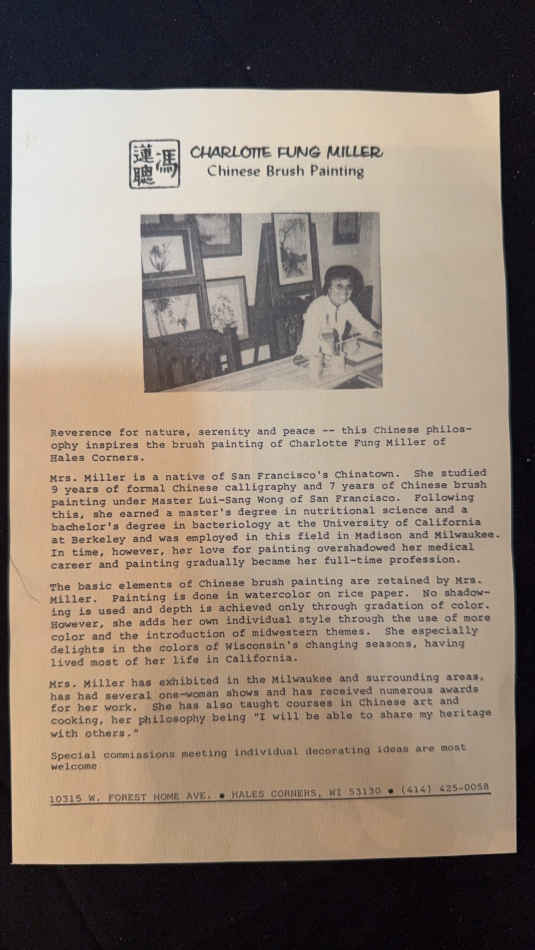 蓮聰 馮
CHARLOTTE FUNG MILLER
Chinese Brush Painting
Reverence for nature, serenity and peace -- this Chinese philos-
ophy inspires the brush painting of Charlotte Fung Miller of
Hales Corners.
Mrs. Miller is a native of San Francisco's Chinatown. She studied
9 years of formal Chinese calligraphy and 7 years of Chinese brush
painting under Master Lui-Sang Wong of San Francisco. Following
this, she earned a master's degree in nutritional science and a
bachelor's degree in bacteriology at the University of California
at Berkeley and was employed in this field in Madison and Milwaukee.
In time, however, her love for painting overshadowed her medical
career and painting gradually became her full-time profession.
The basic elements of Chinese brush painting are retained by Mrs.
Miller. Painting is done in watercolor on rice paper. No shadow-
ing is used and depth is achieved only through gradation of color.
However, she adds her own individual style through the use of more
color and the introduction of midwestern themes. She especially
delights in the colors of Wisconsin's changing seasons, having
lived most of her life in California.
Mrs. Miller has exhibited in the Milwaukee and surrounding areas,
has had several one-woman shows and has received numerous awards
for her work. She has also taught courses in Chinese art and
cooking, her philosophy being "I will be able to share my heritage
with others."
Special commissions meeting individual decorating ideas are most
welcome
10315 W. FOREST HOME AVE. ● HALES CORNERS, WI 53130 ● (414) 425-0058